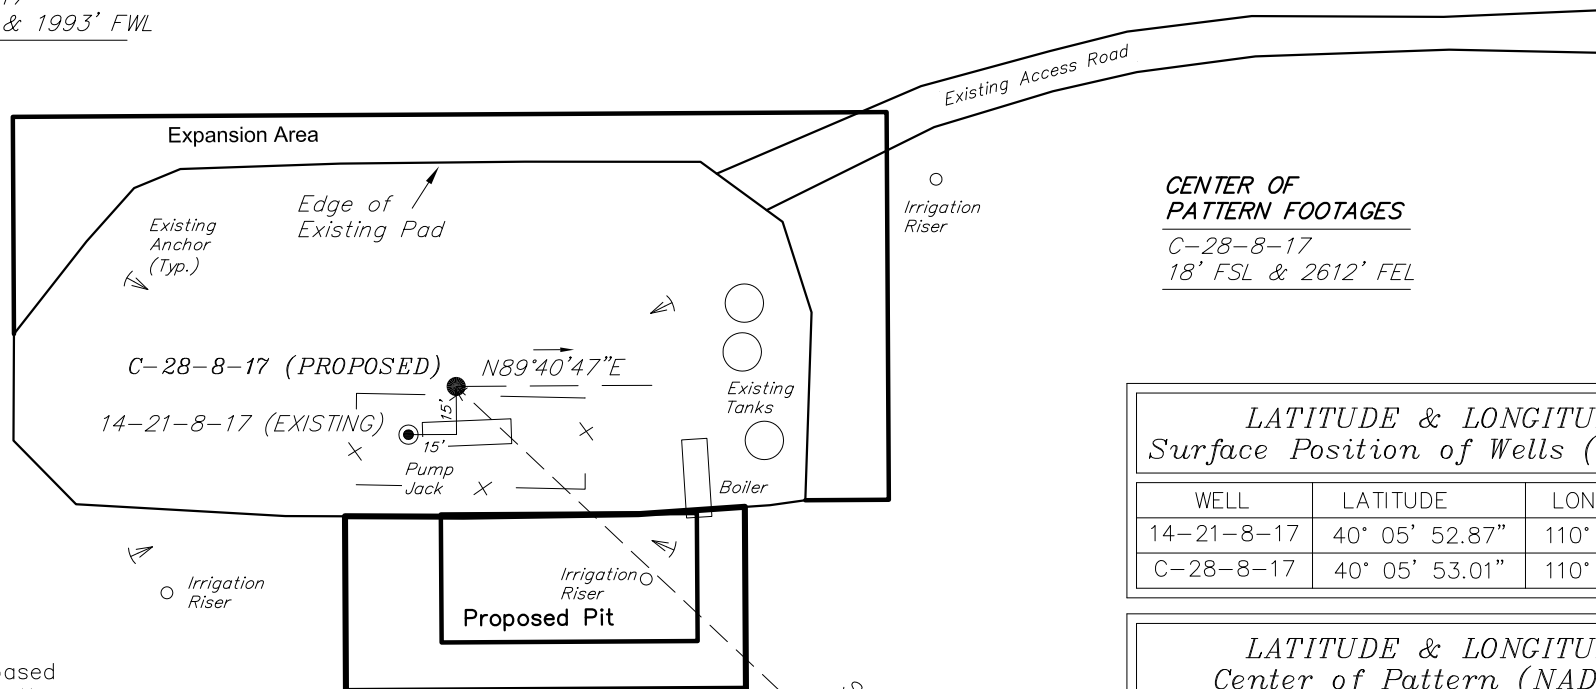 & 1993' FWL
Existing Access Road
Expansion Area
Edge of
Existing Pad
Existing
Anchor
(Typ.)
Irrigation
Riser
CENTER OF
PATTERN FOOTAGES
C-28-8-17
18' FSL & 2612' FEL
C-28-8-17 (PROPOSED)
N89°40'47"E
14-21-8-17 (EXISTING)
15'
15'
Pump
Jack
Existing
Tanks
Boiler
Irrigation
Riser
Irrigation
Riser
Proposed Pit
LATITUDE & LONGITU
Surface Position of Wells (
WELL LATITUDE LON
14-21-8-17 40° 05' 52.87" 110°
C-28-8-17 40° 05' 53.01" 110°
LATITUDE & LONGITU
Center of Pattern (NAD